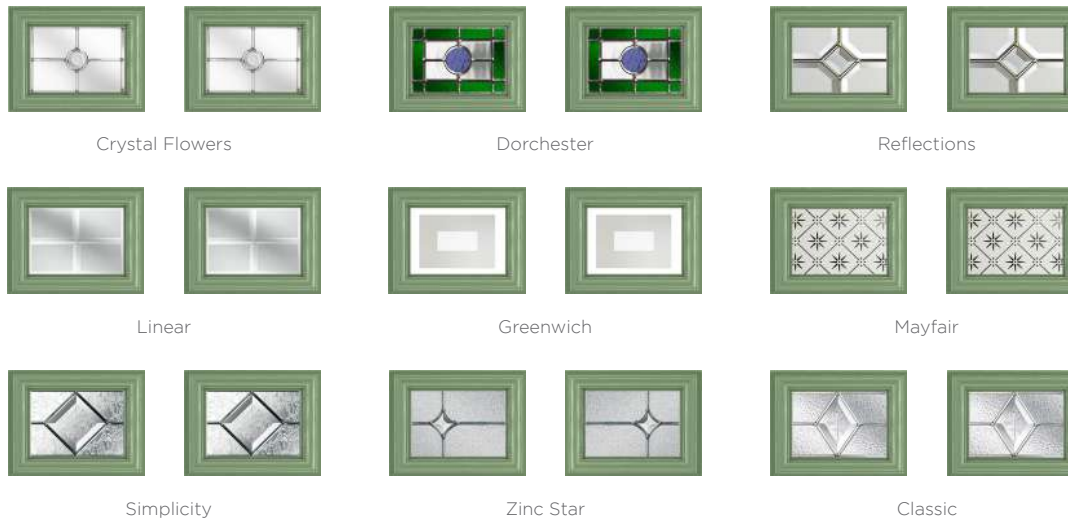 Crystal Flowers
Dorchester
Reflections
Linear
Greenwich
Mayfair
Simplicity
Zinc Star
Classic